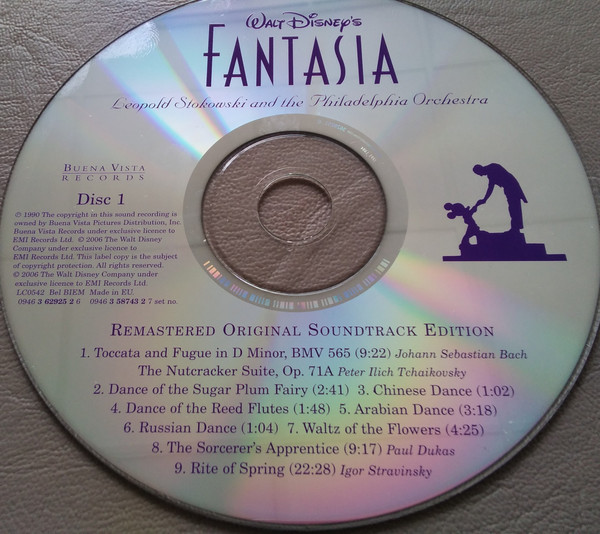 Walt Disney's
FANTASIA
Leopold Stokowski and the Philadelphia Orchestra
BUENA VISTA
RECORDS
Disc 1
© 1990 The copyright in this sound recording is
owned by Buena Vista Pictures Distribution, Inc.
Buena Vista Records under exclusive licence to
EMI Records Ltd. © 2006 The Walt Disney
Company under exclusive licence to
EMI Records Ltd. This label copy is the subject
of copyright protection. All rights reserved.
© 2006 The Walt Disney Company under
exclusive licence to EMI Records Ltd.
LC0542 Bel BIEM Made in EU.
0946 3 62925 2 6 0946 3 58743 2 7 set no.
REMASTERED ORIGINAL SOUNDTRACK EDITION
1. Toccata and Fugue in D Minor, BMV 565 (9:22) Johann Sebastian Bach
The Nutcracker Suite, Op. 71A Peter Ilich Tchaikovsky
2. Dance of the Sugar Plum Fairy (2:41) 3. Chinese Dance (1:02)
4. Dance of the Reed Flutes (1:48) 5. Arabian Dance (3:18)
6. Russian Dance (1:04) 7. Waltz of the Flowers (4:25)
8. The Sorcerer's Apprentice (9:17) Paul Dukas
9. Rite of Spring (22:28) Igor Stravinsky